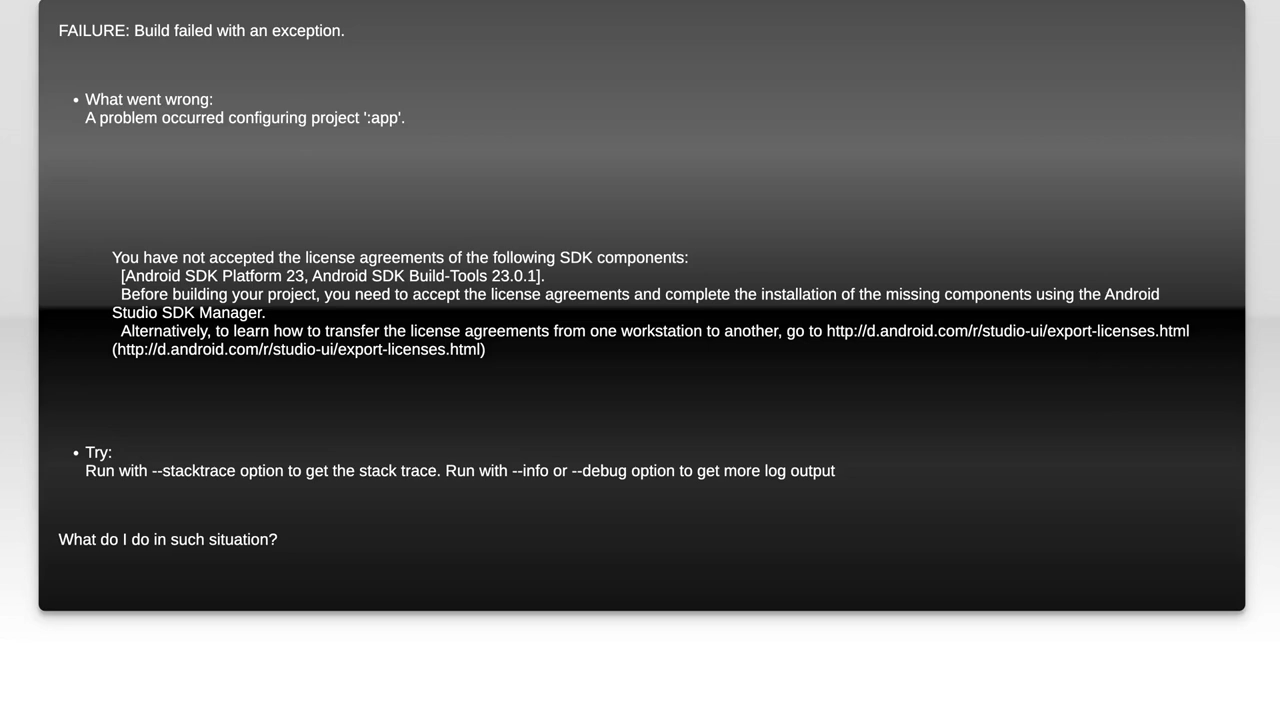 FAILURE: Build failed with an exception.
• What went wrong:
A problem occurred configuring project ':app'.
You have not accepted the license agreements of the following SDK components:
[Android SDK Platform 23, Android SDK Build-Tools 23.0.1].
Before building your project, you need to accept the license agreements and complete the installation of the missing components using the Android
Studio SDK Manager.
Alternatively, to learn how to transfer the license agreements from one workstation to another, go to http://d.android.com/r/studio-ui/export-licenses.html
(http://d.android.com/r/studio-ui/export-licenses.html)
• Try:
Run with --stacktrace option to get the stack trace. Run with --info or --debug option to get more log output
What do I do in such situation?